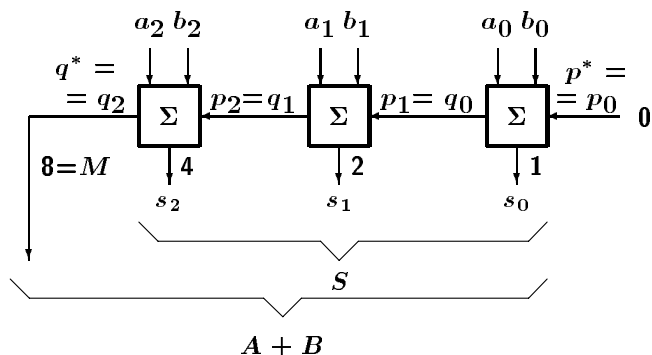 a₂ b₂ a₁ b₁ a₀ b₀
q* = p* =
= q₂ Σ p₂ = q₁ Σ p₁ = q₀ Σ = p₀ 0
8=M 4 2 1
s₂ s₁ s₀
S
A + B